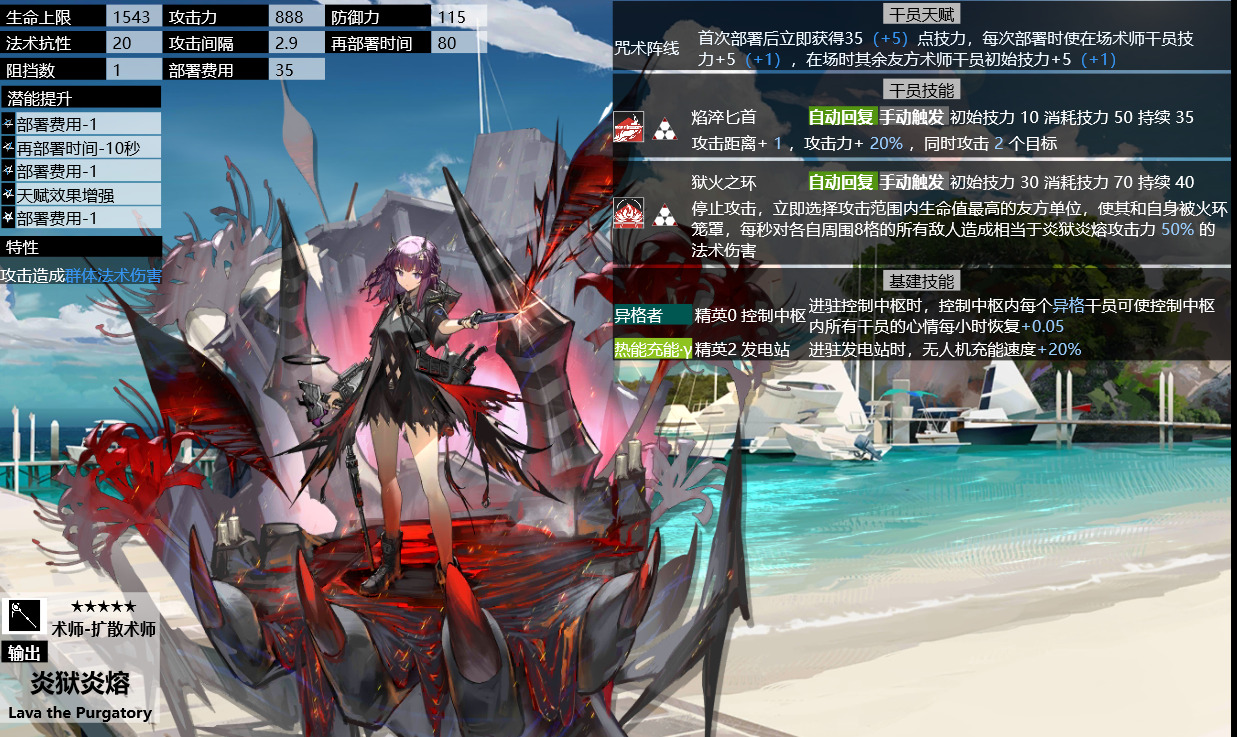 生命上限 1543 攻击力 888 防御力 115
法术抗性 20 攻击间隔 2.9 再部署时间 80
阻挡数 1 部署费用 35
潜能提升
部署费用-1
再部署时间-10秒
部署费用-1
天赋效果增强
部署费用-1
特性
攻击造成群体法术伤害
★★★★★
术师-扩散术师
输出
炎狱炎熔
Lava the Purgatory
干员天赋
咒术阵线 首次部署后立即获得35（+5）点技力，每次部署时使在场术师干员技
力+5（+1），在场时其余友方术师干员初始技力+5（+1）
干员技能
焰淬匕首 自动回复 手动触发 初始技力 10 消耗技力 50 持续 35
攻击距离+ 1 ，攻击力+ 20% ，同时攻击 2 个目标
狱火之环 自动回复 手动触发 初始技力 30 消耗技力 70 持续 40
停止攻击，立即选择攻击范围内生命值最高的友方单位，使其和自身被火环
笼罩，每秒对各自周围8格的所有敌人造成相当于炎狱炎熔攻击力 50% 的
法术伤害
基建技能
异格者 精英0 控制中枢 进驻控制中枢时，控制中枢内每个异格干员可使控制中枢
内所有干员的心情每小时恢复+0.05
热能充能·γ 精英2 发电站 进驻发电站时，无人机充能速度+20%